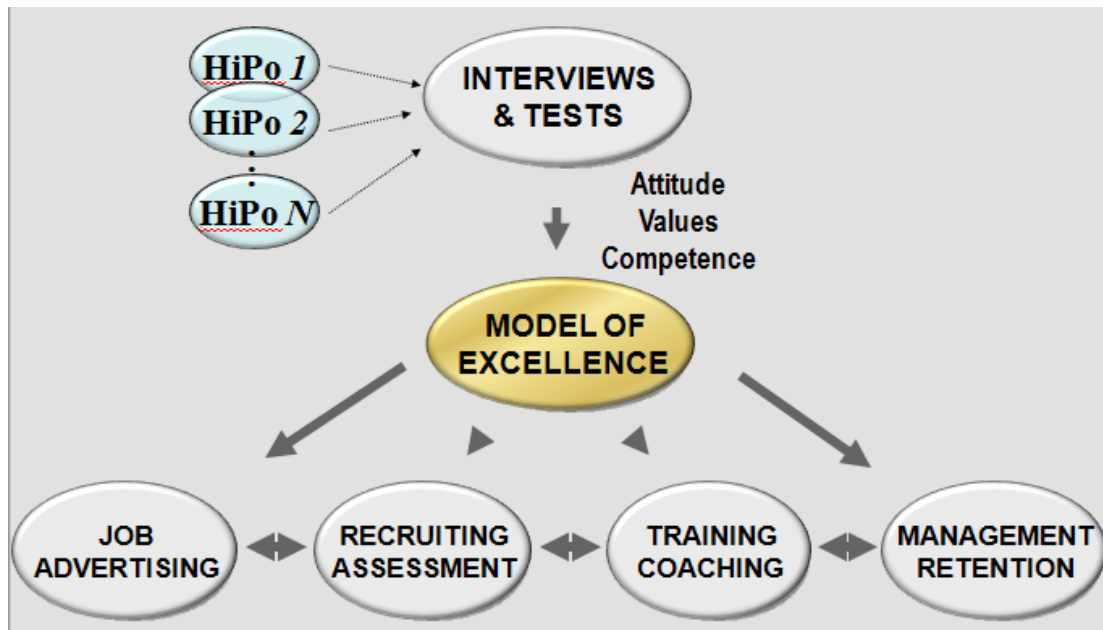 HiPo 1
HiPo 2
⋮
HiPo N
INTERVIEWS
& TESTS
Attitude
Values
Competence
MODEL OF
EXCELLENCE
JOB
ADVERTISING
RECRUITING
ASSESSMENT
TRAINING
COACHING
MANAGEMENT
RETENTION